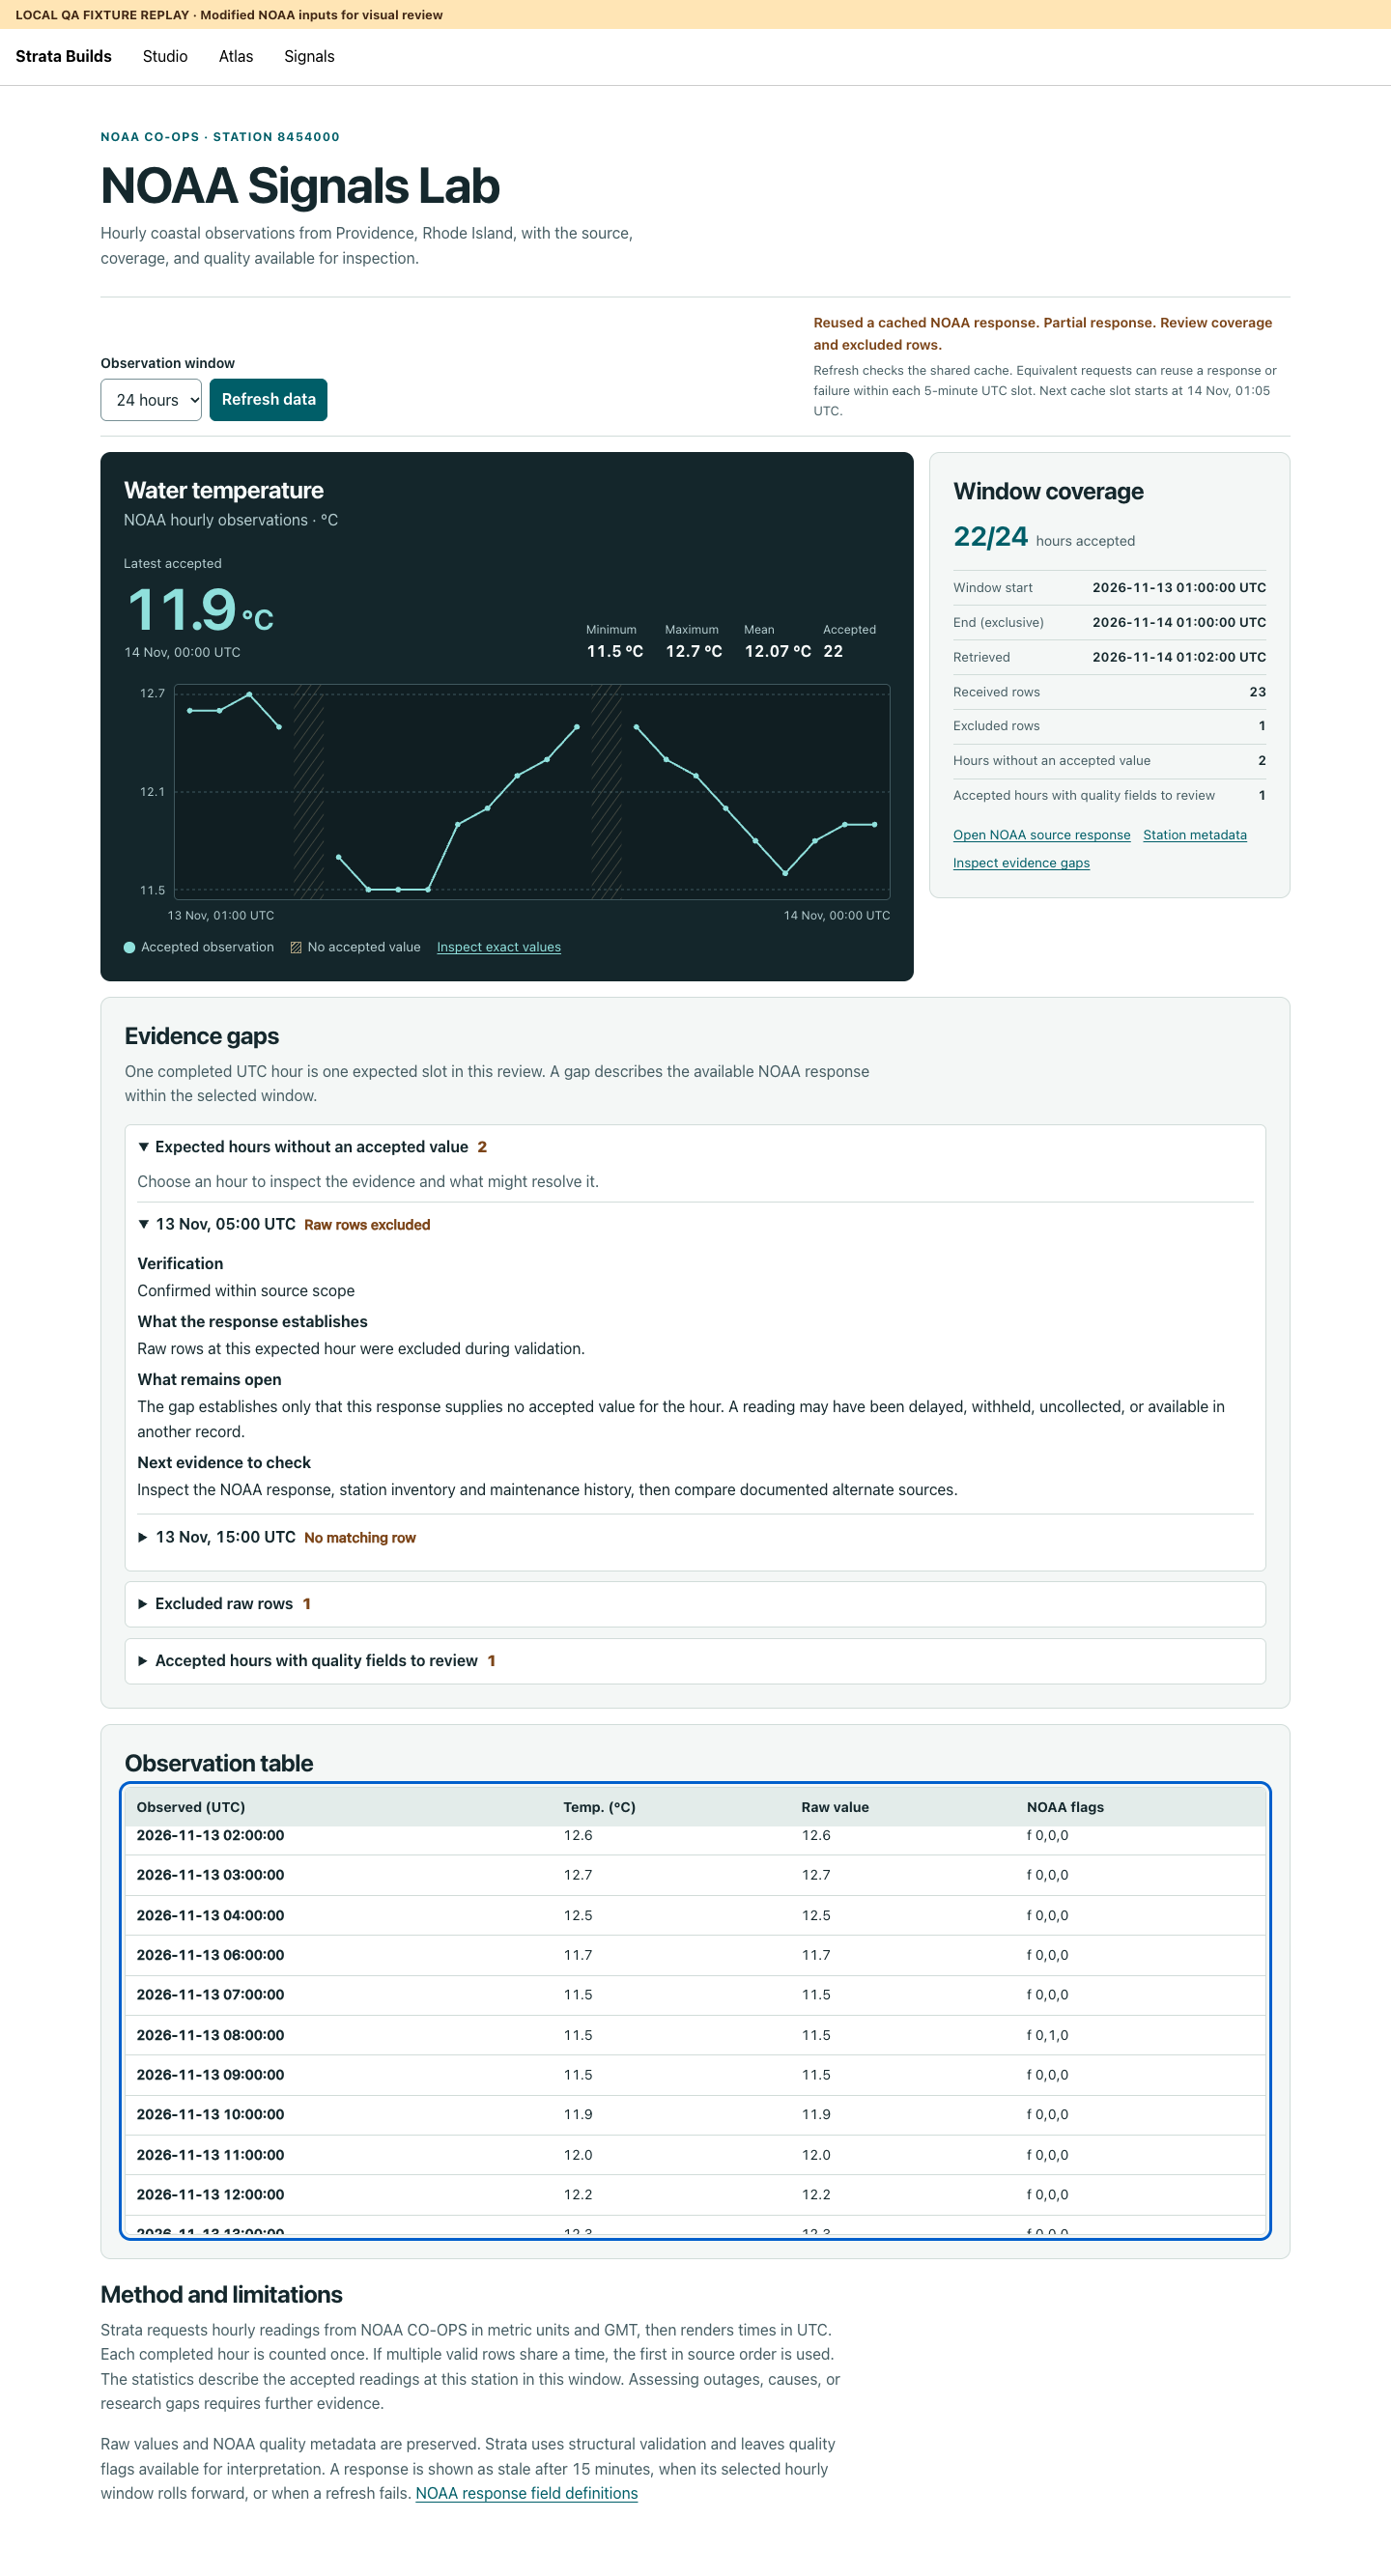 LOCAL QA FIXTURE REPLAY · Modified NOAA inputs for visual review
Strata Builds Studio Atlas Signals
NOAA CO-OPS · STATION 8454000
NOAA Signals Lab
Hourly coastal observations from Providence, Rhode Island, with the source,
coverage, and quality available for inspection.
Observation window
24 hours Refresh data
Reused a cached NOAA response. Partial response. Review coverage
and excluded rows.
Refresh checks the shared cache. Equivalent requests can reuse a response or
failure within each 5-minute UTC slot. Next cache slot starts at 14 Nov, 01:05
UTC.
Water temperature
NOAA hourly observations · °C
Latest accepted
11.9 °C
14 Nov, 00:00 UTC
Minimum Maximum Mean Accepted
11.5 °C 12.7 °C 12.07 °C 22
12.7
12.1
11.5
13 Nov, 01:00 UTC 14 Nov, 00:00 UTC
Accepted observation No accepted value Inspect exact values
Window coverage
22/24 hours accepted
Window start 2026-11-13 01:00:00 UTC
End (exclusive) 2026-11-14 01:00:00 UTC
Retrieved 2026-11-14 01:02:00 UTC
Received rows 23
Excluded rows 1
Hours without an accepted value 2
Accepted hours with quality fields to review 1
Open NOAA source response Station metadata
Inspect evidence gaps
Evidence gaps
One completed UTC hour is one expected slot in this review. A gap describes the available NOAA response
within the selected window.
Expected hours without an accepted value 2
Choose an hour to inspect the evidence and what might resolve it.
13 Nov, 05:00 UTC Raw rows excluded
Verification
Confirmed within source scope
What the response establishes
Raw rows at this expected hour were excluded during validation.
What remains open
The gap establishes only that this response supplies no accepted value for the hour. A reading may have been delayed, withheld, uncollected, or available in
another record.
Next evidence to check
Inspect the NOAA response, station inventory and maintenance history, then compare documented alternate sources.
13 Nov, 15:00 UTC No matching row
Excluded raw rows 1
Accepted hours with quality fields to review 1
Observation table
Observed (UTC) Temp. (°C) Raw value NOAA flags
2026-11-13 02:00:00 12.6 12.6 f 0,0,0
2026-11-13 03:00:00 12.7 12.7 f 0,0,0
2026-11-13 04:00:00 12.5 12.5 f 0,0,0
2026-11-13 06:00:00 11.7 11.7 f 0,0,0
2026-11-13 07:00:00 11.5 11.5 f 0,0,0
2026-11-13 08:00:00 11.5 11.5 f 0,1,0
2026-11-13 09:00:00 11.5 11.5 f 0,0,0
2026-11-13 10:00:00 11.9 11.9 f 0,0,0
2026-11-13 11:00:00 12.0 12.0 f 0,0,0
2026-11-13 12:00:00 12.2 12.2 f 0,0,0
2026-11-13 13:00:00 12.3 12.3 f 0,0,0
Method and limitations
Strata requests hourly readings from NOAA CO-OPS in metric units and GMT, then renders times in UTC.
Each completed hour is counted once. If multiple valid rows share a time, the first in source order is used.
The statistics describe the accepted readings at this station in this window. Assessing outages, causes, or
research gaps requires further evidence.
Raw values and NOAA quality metadata are preserved. Strata uses structural validation and leaves quality
flags available for interpretation. A response is shown as stale after 15 minutes, when its selected hourly
window rolls forward, or when a refresh fails. NOAA response field definitions